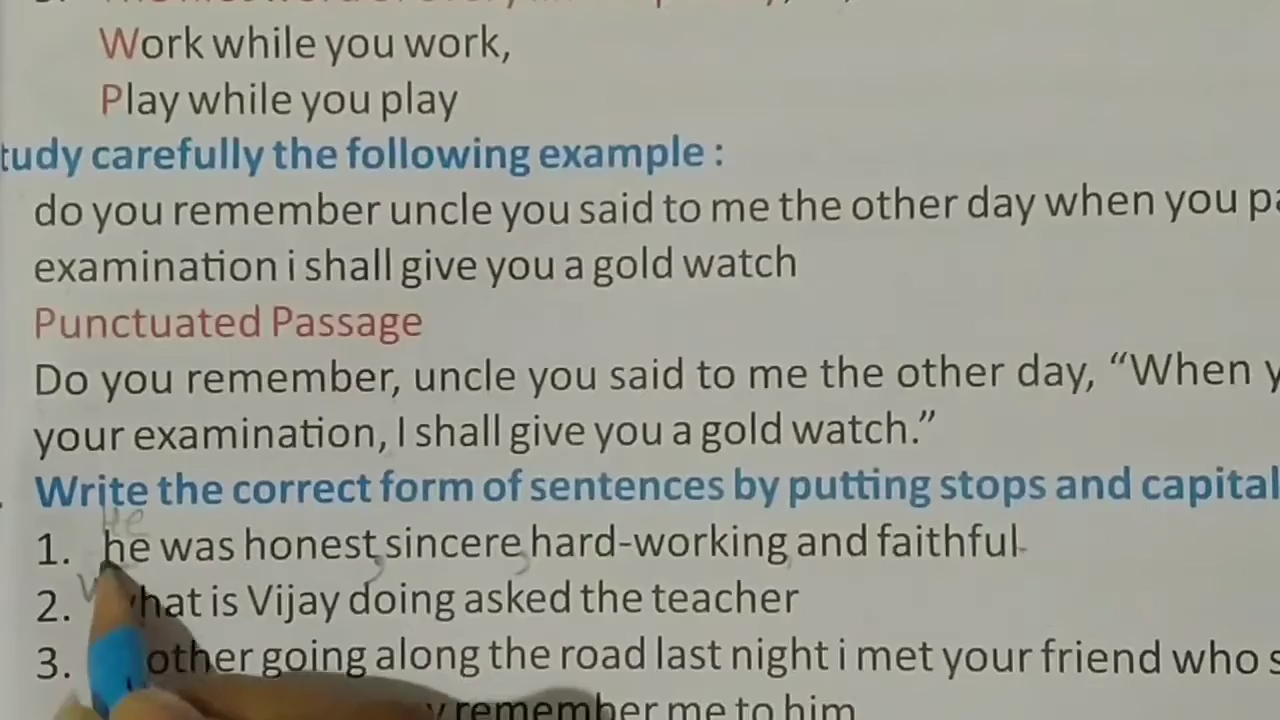 Work while you work,
Play while you play
tudy carefully the following example :
do you remember uncle you said to me the other day when you pa
examination i shall give you a gold watch
Punctuated Passage
Do you remember, uncle you said to me the other day, “When y
your examination, I shall give you a gold watch.”
Write the correct form of sentences by putting stops and capital
He
1. he was honest, sincere, hard-working and faithful
2. what is Vijay doing asked the teacher
3. other going along the road last night i met your friend who s
remember me to him